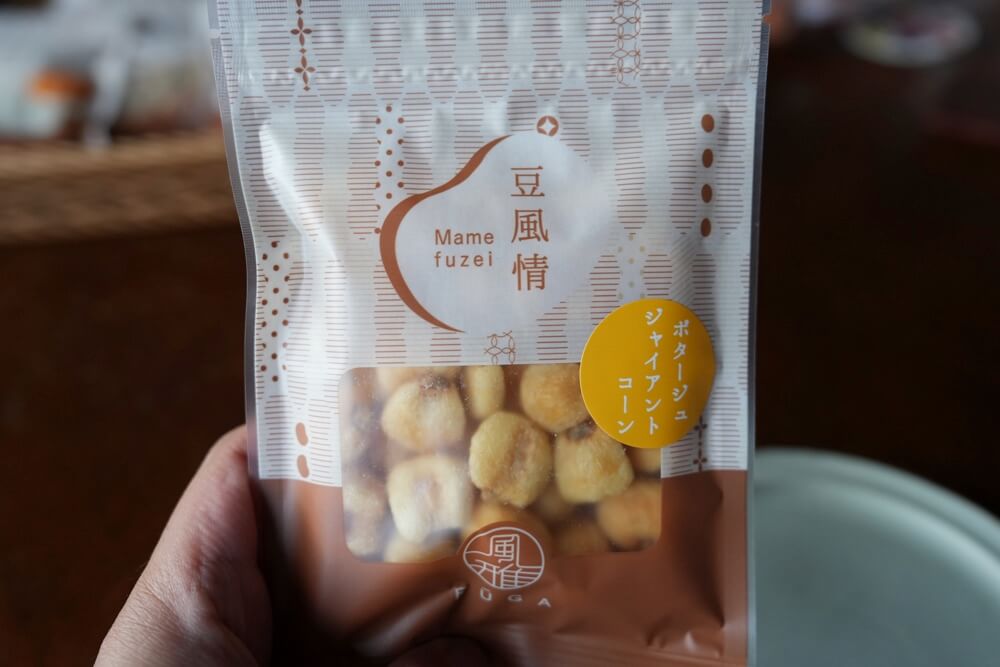 豆風情
Mame
fuzei
ポタージュ
ジャイアント
コーン
風雅
FUGA